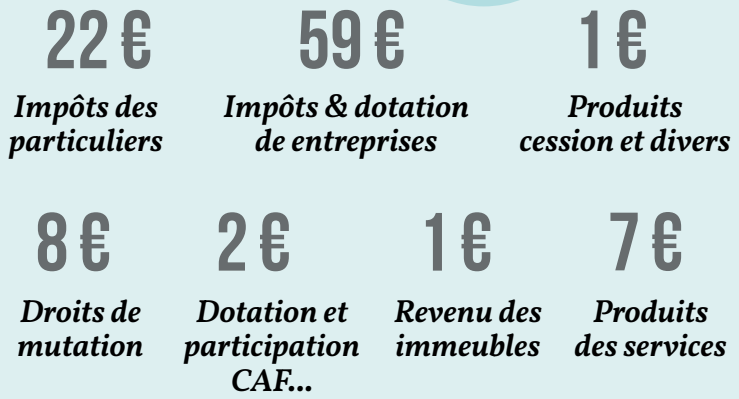 22 € 59 € 1 €
Impôts des Impôts & dotation Produits
particuliers de entreprises cession et divers
8 € 2 € 1 € 7 €
Droits de Dotation et Revenu des Produits
mutation participation immeubles des services
CAF...